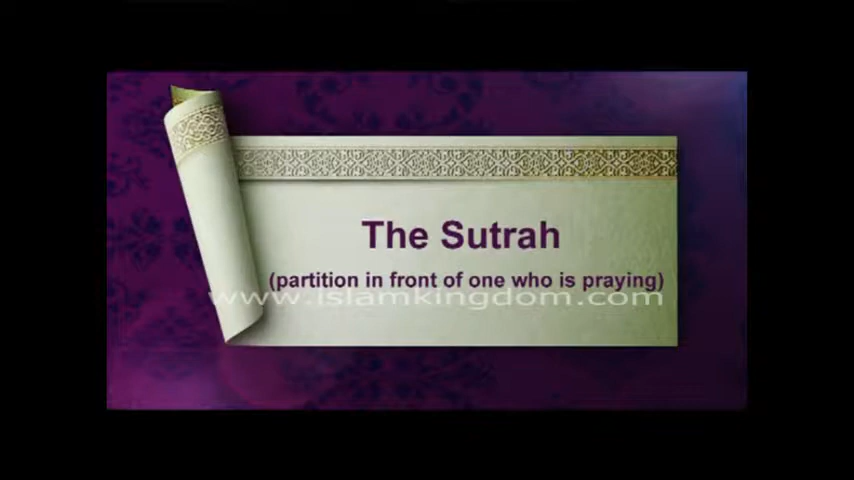 The Sutrah
(partition in front of one who is praying)
www.islamkingdom.com